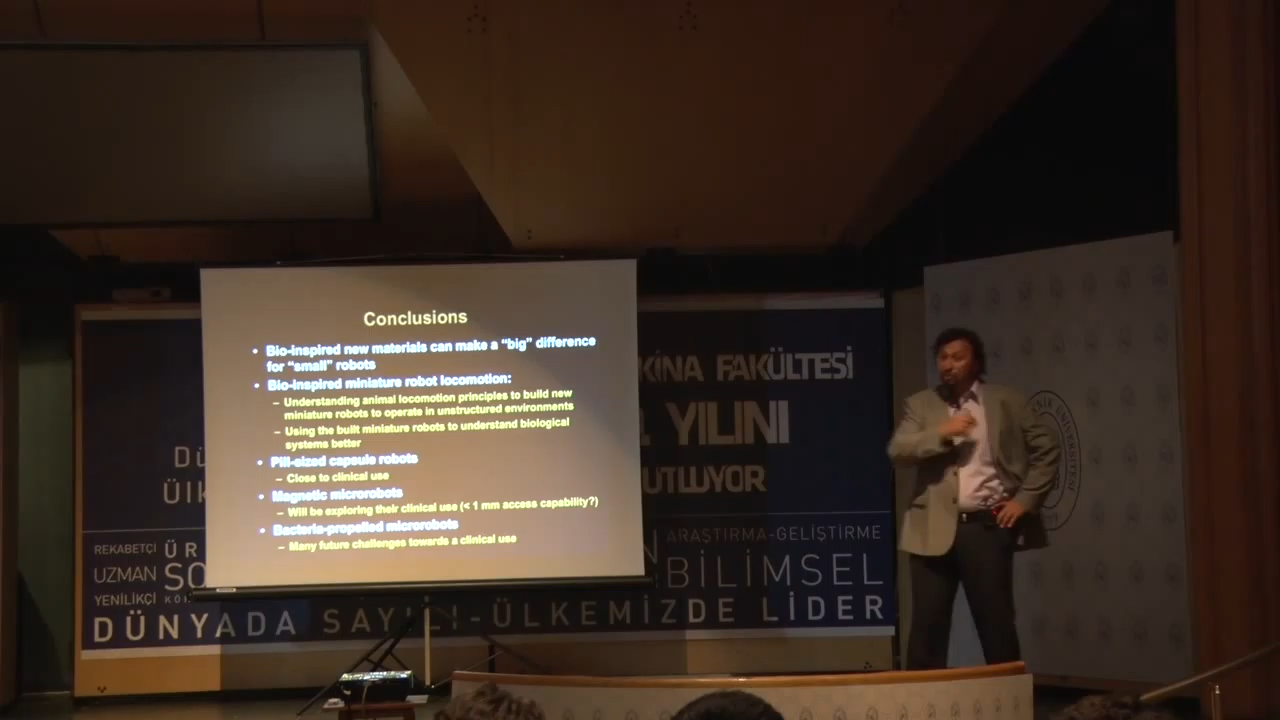 Conclusions
• Bio-inspired new materials can make a “big” difference
for “small” robots
• Bio-inspired miniature robot locomotion:
– Understanding animal locomotion principles to build new
miniature robots to operate in unstructured environments
– Using the built miniature robots to understand biological
systems better
• Pill-sized capsule robots
– Close to clinical use
• Magnetic microrobots
– Will be exploring their clinical use (< 1 mm access capability?)
• Bacteria-propelled microrobots
– Many future challenges towards a clinical use
FAKÜLTESİ
YILINI
REKABETÇİ
UZMAN
YENİLİKÇİ
ARAŞTIRMA-GELİŞTİRME
BİLİMSEL
DÜNYADA SAYILI-ÜLKEMİZDE LİDER
ÜNİVERSİTESİ